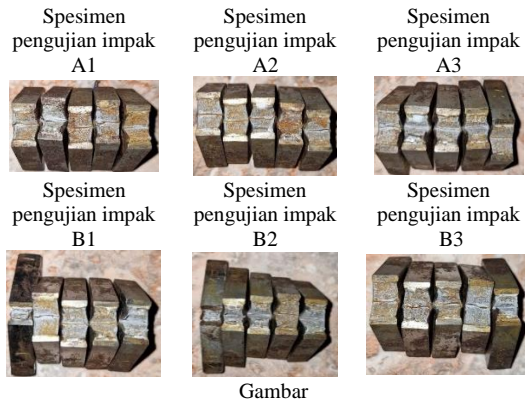 Spesimen
pengujian impak
A1
Spesimen
pengujian impak
A2
Spesimen
pengujian impak
A3
Spesimen
pengujian impak
B1
Spesimen
pengujian impak
B2
Spesimen
pengujian impak
B3
Gambar